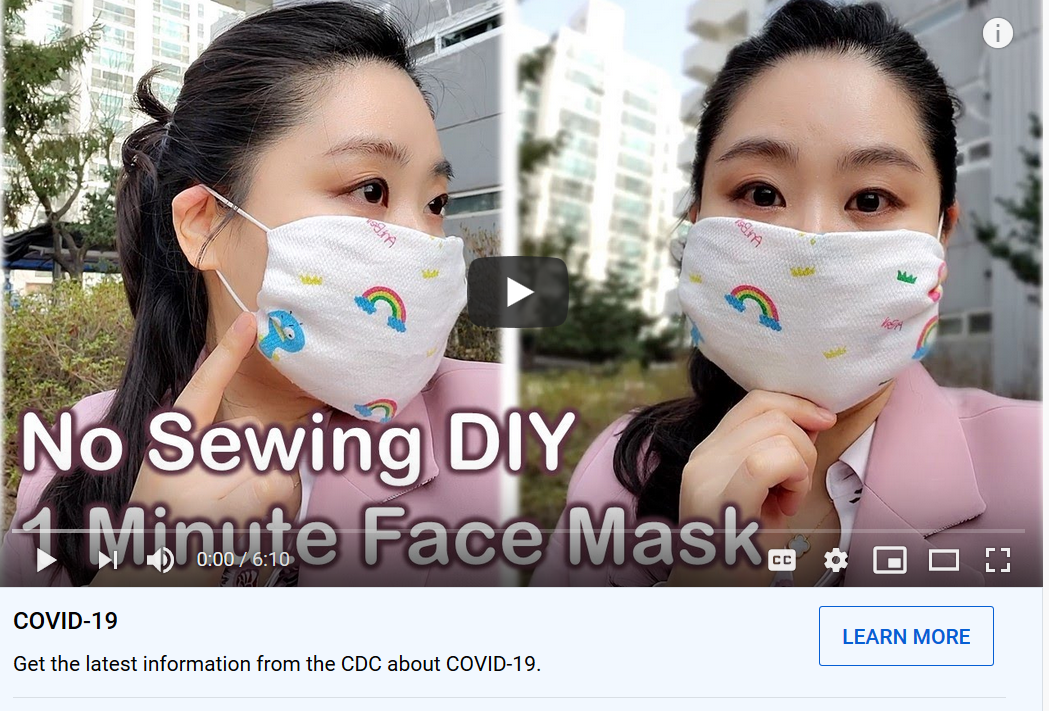 No Sewing DIY
1 Minute Face Mask
0:00 / 6:10
CC
COVID-19
LEARN MORE
Get the latest information from the CDC about COVID-19.